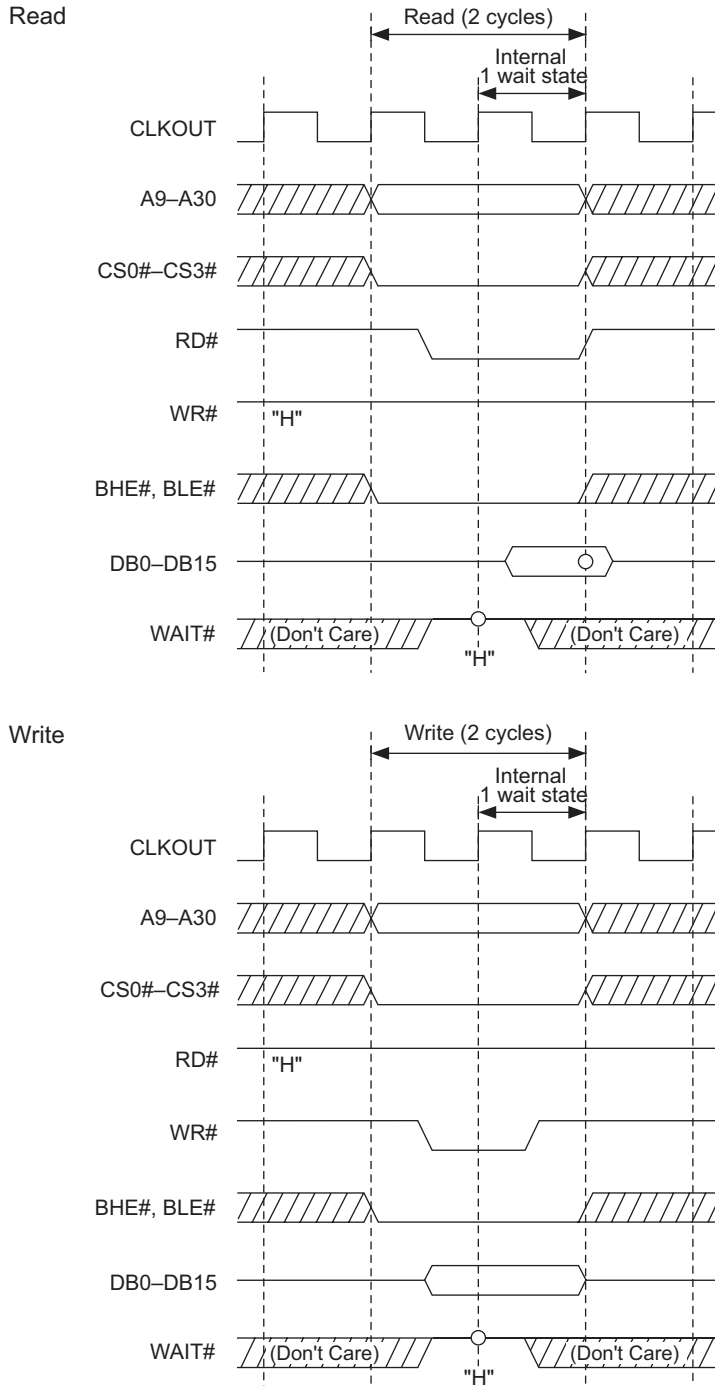 Read
Read (2 cycles)
Internal
1 wait state
CLKOUT
A9–A30
CS0#–CS3#
RD#
WR#
"H"
BHE#, BLE#
DB0–DB15
WAIT#
(Don't Care)
(Don't Care)
"H"
Write
Write (2 cycles)
Internal
1 wait state
CLKOUT
A9–A30
CS0#–CS3#
RD#
"H"
WR#
BHE#, BLE#
DB0–DB15
WAIT#
(Don't Care)
(Don't Care)
"H"